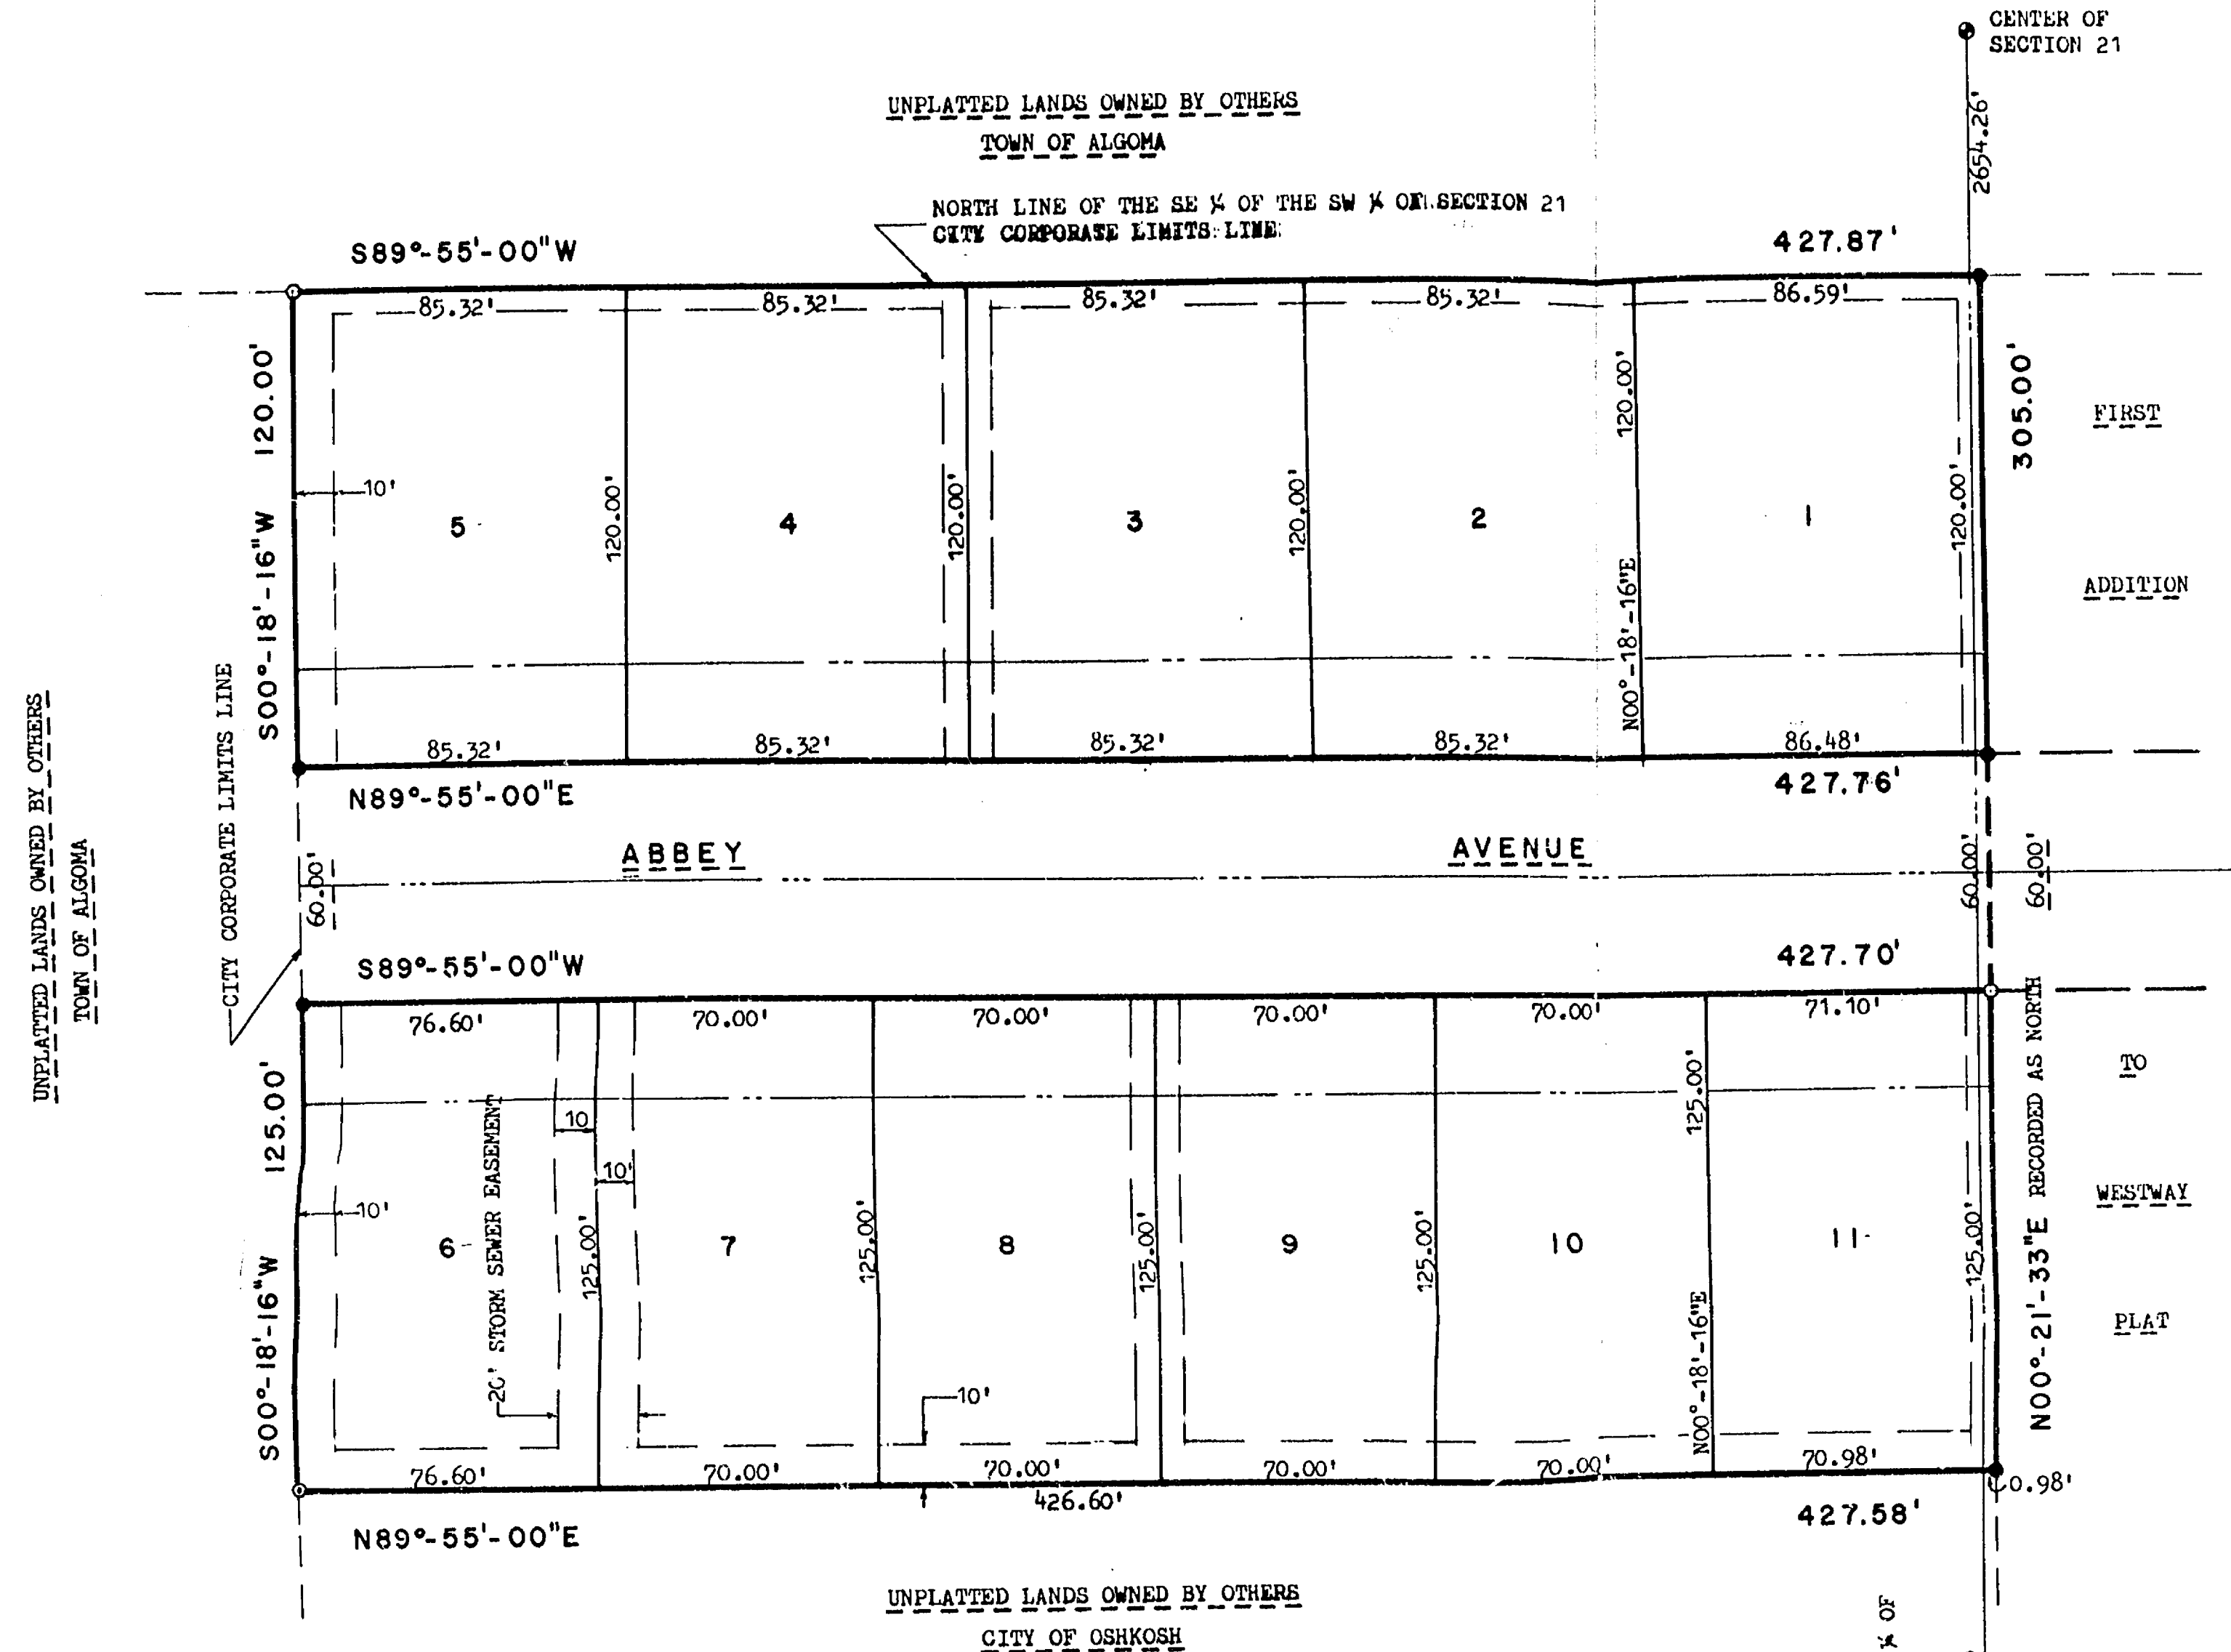 CENTER OF
SECTION 21
2654.26'
UNPLATTED LANDS OWNED BY OTHERS
TOWN OF ALGOMA
NORTH LINE OF THE SE ¼ OF THE SW ¼ OF SECTION 21
CITY CORPORATE LIMITS LINE
S89°-55'-00"W
427.87'
85.32'
85.32'
85.32'
85.32'
86.59'
120.00'
S00°-18'-16"W
10'
5
120.00'
4
120.00'
3
120.00'
2
120.00'
N00°-18'-16"E
1
120.00'
305.00'
FIRST
ADDITION
85.32'
85.32'
85.32'
85.32'
86.48'
N89°-55'-00"E
427.76'
UNPLATTED LANDS OWNED BY OTHERS
TOWN OF ALGOMA
CITY CORPORATE LIMITS LINE
60.00'
ABBEY AVENUE
60.00'
60.00'
S89°-55'-00"W
427.70'
76.60'
70.00'
70.00'
70.00'
70.00'
71.10'
125.00'
S00°-18'-16"W
10'
6
20' STORM SEWER EASEMENT
10
10'
125.00'
7
125.00'
8
125.00'
9
125.00'
10
125.00'
N00°-18'-16"E
11
125.00'
N00°-21'-33"E RECORDED AS NORTH
TO
WESTWAY
PLAT
10'
76.60'
70.00'
70.00'
70.00'
70.00'
70.98'
0.98'
426.60'
427.58'
N89°-55'-00"E
UNPLATTED LANDS OWNED BY OTHERS
CITY OF OSHKOSH
¼ OF